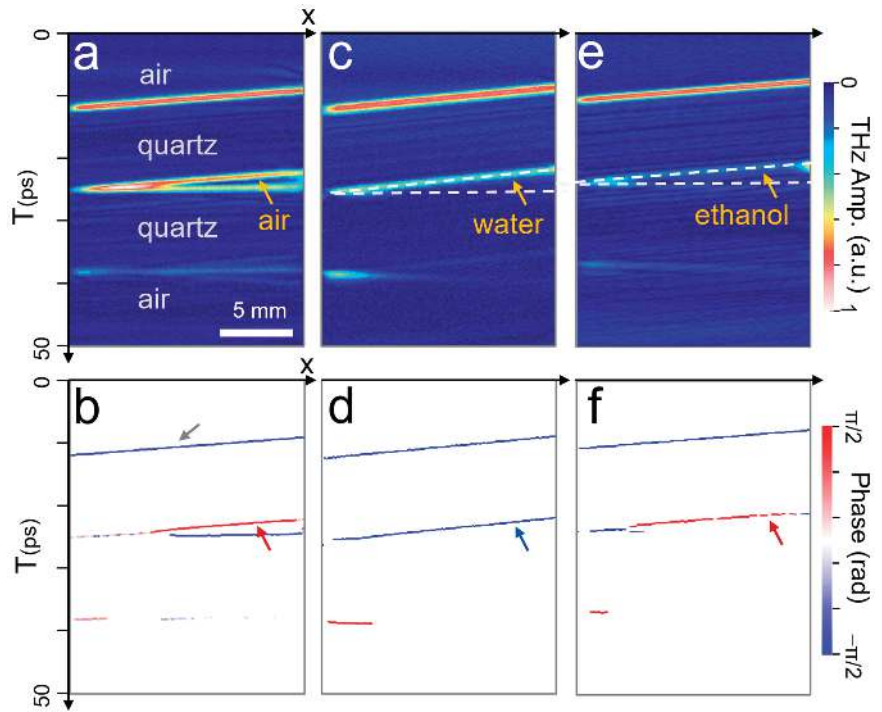 x
0
a
c
e
air
quartz
air
quartz
water
ethanol
air
5 mm
T(ps)
50
0
THz Amp. (a.u.)
1
x
0
b
d
f
T(ps)
50
π/2
Phase (rad)
−π/2